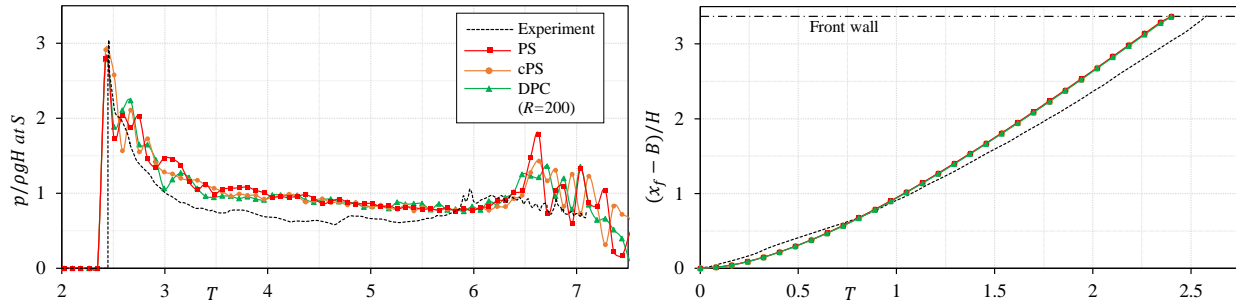 3
2
1
0
p/ρgH at S
2
3
4
5
6
7
T
Experiment
PS
cPS
DPC
(R=200)
3
2
1
0
(x_f − B)/H
Front wall
0
0.5
1
1.5
2
2.5
T